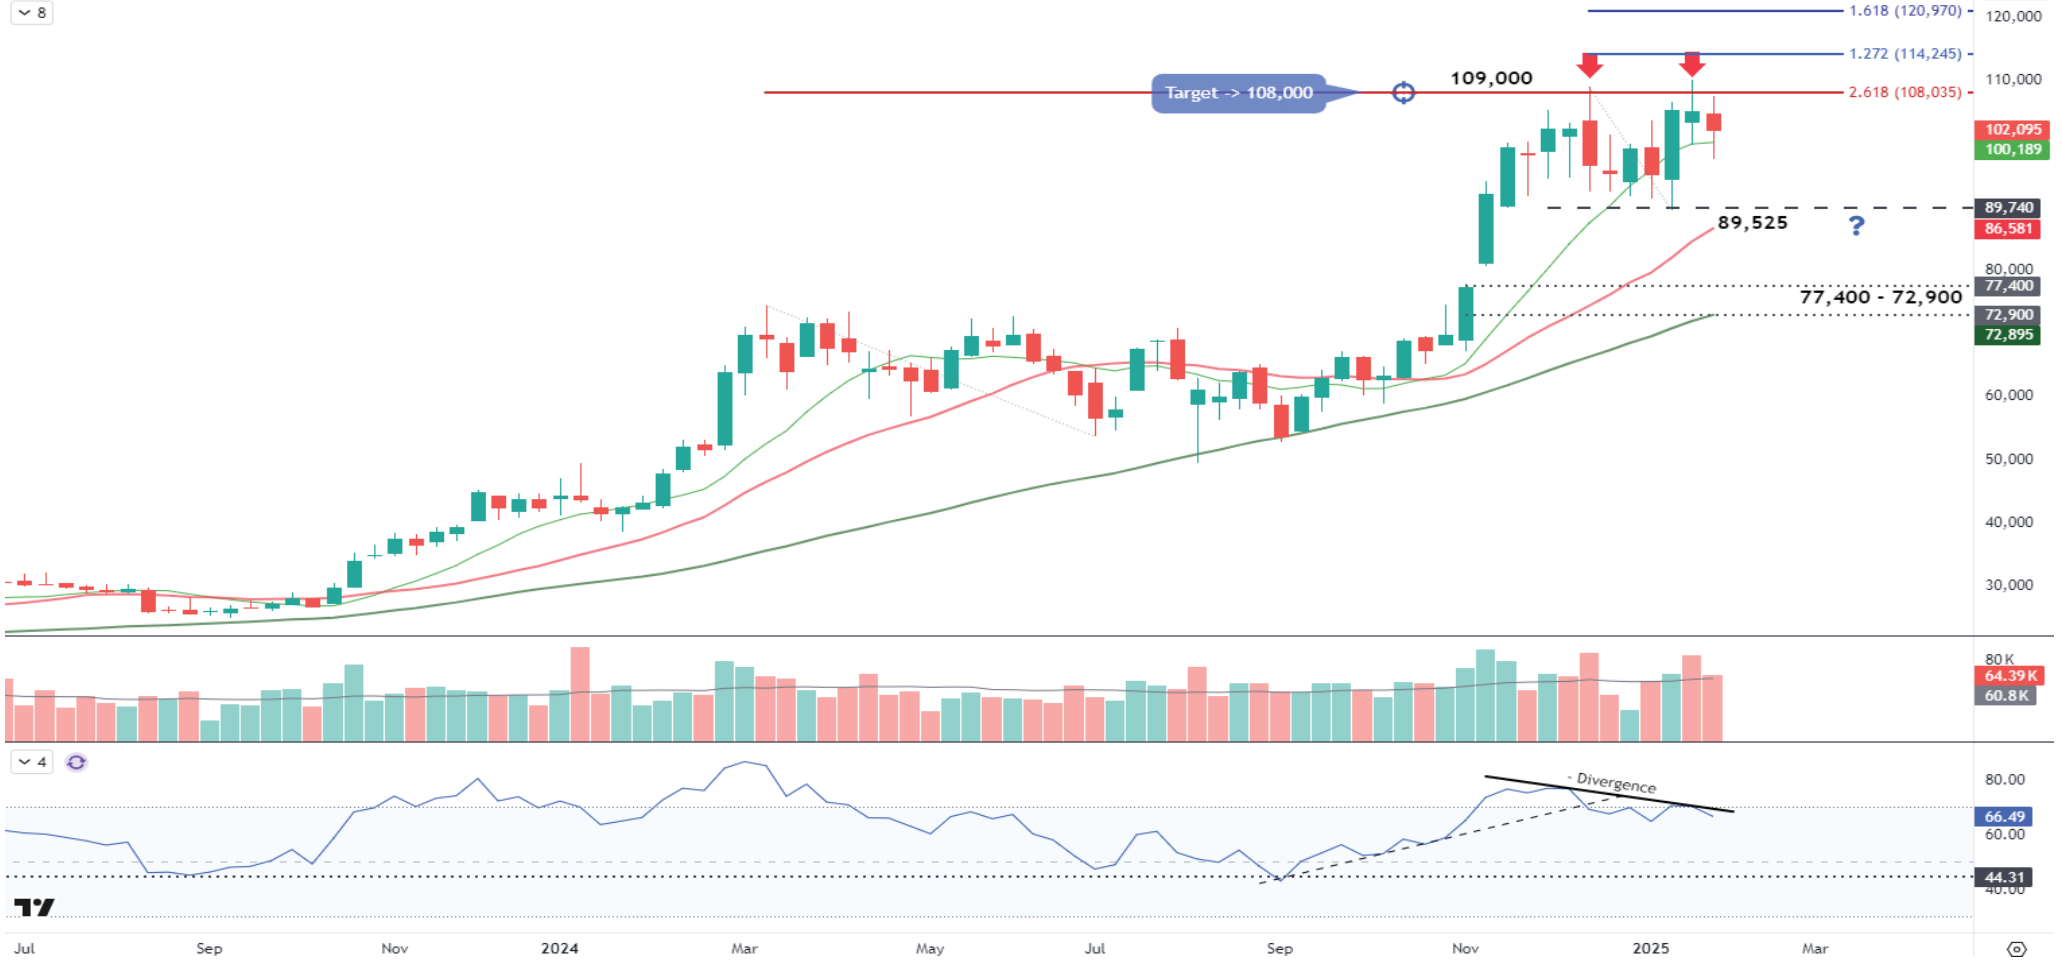 8
1.618 (120,970)
120,000
1.272 (114,245)
109,000
110,000
Target -> 108,000
2.618 (108,035)
102,095
100,189
89,740
89,525
?
86,581
80,000
77,400
77,400 - 72,900
72,900
72,895
60,000
50,000
40,000
30,000
80K
64.39K
60.8K
4
- Divergence
80.00
66.49
60.00
44.31
40.00
Jul
Sep
Nov
2024
Mar
May
Jul
Sep
Nov
2025
Mar